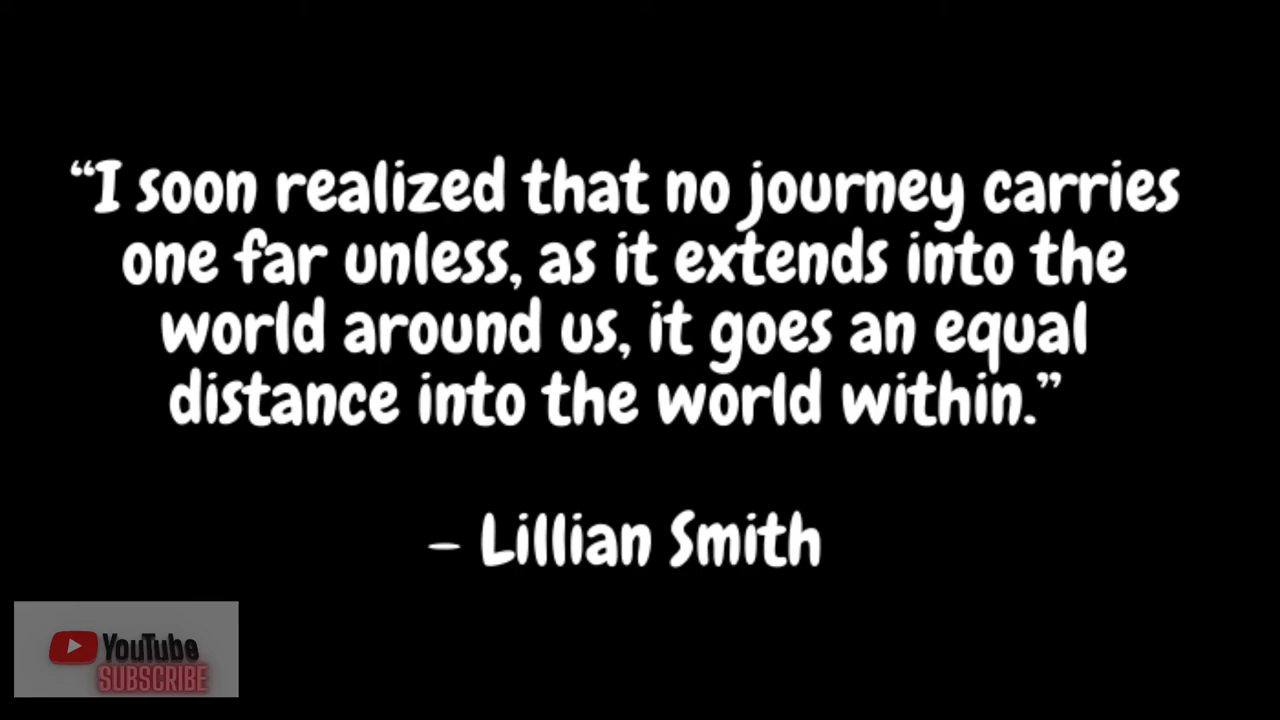 “I soon realized that no journey carries
one far unless, as it extends into the
world around us, it goes an equal
distance into the world within.”
– Lillian Smith
YouTube
SUBSCRIBE